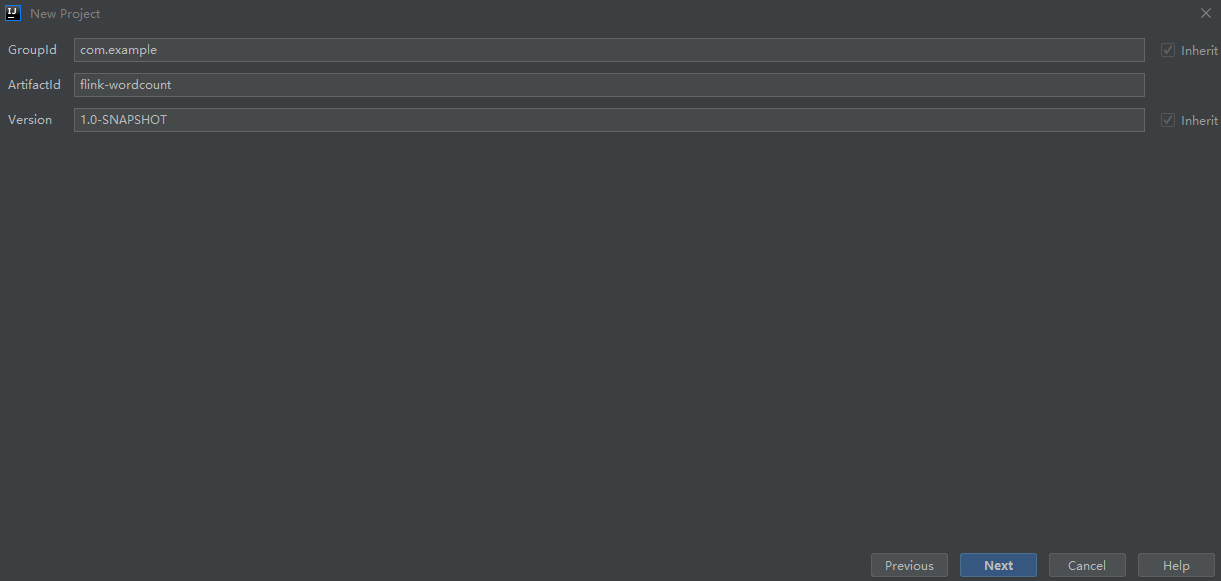 IJ New Project
GroupId com.example Inherit
ArtifactId flink-wordcount
Version 1.0-SNAPSHOT Inherit
Previous Next Cancel Help